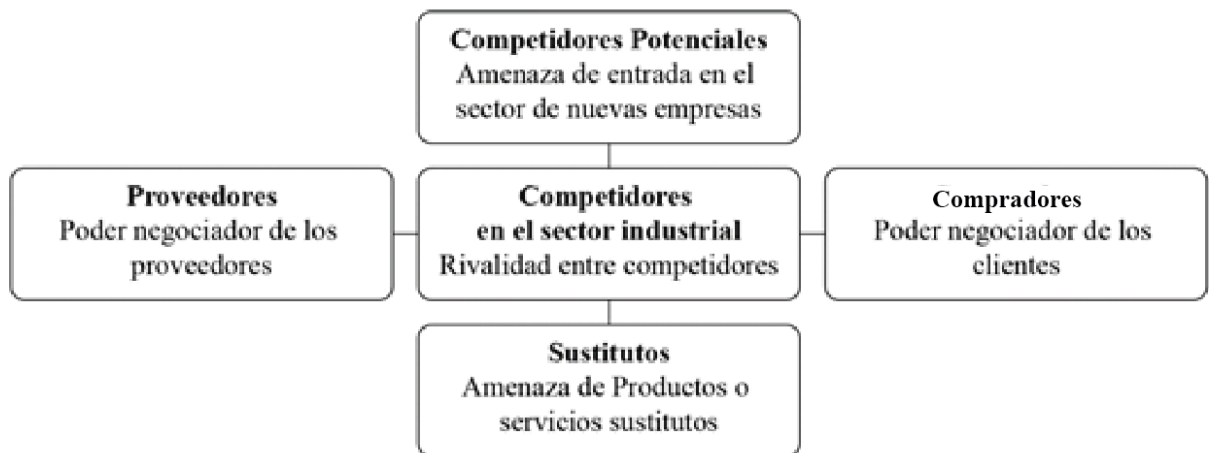 Competidores Potenciales
Amenaza de entrada en el
sector de nuevas empresas
Proveedores
Poder negociador de los
proveedores
Competidores
en el sector industrial
Rivalidad entre competidores
Compradores
Poder negociador de los
clientes
Sustitutos
Amenaza de Productos o
servicios sustitutos